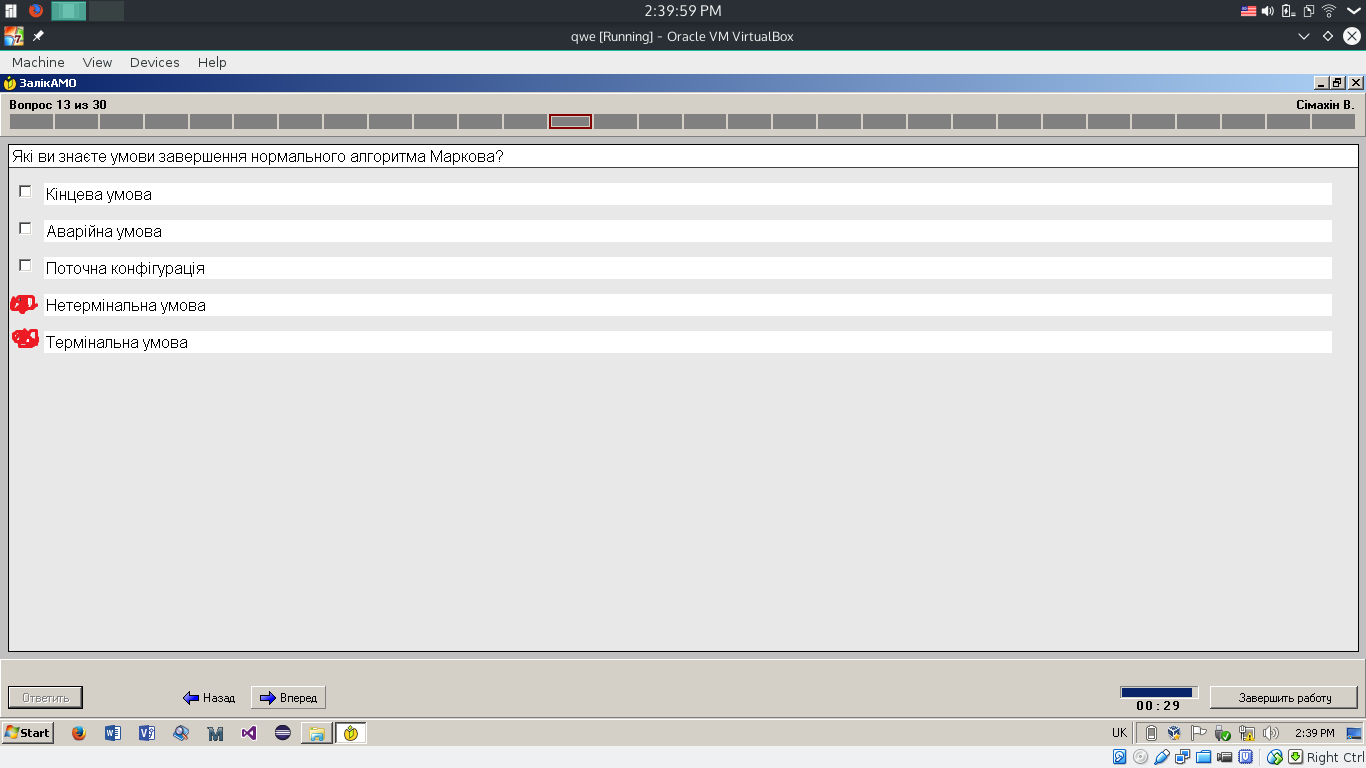 2:39:59 PM
qwe [Running] - Oracle VM VirtualBox
Machine View Devices Help
ЗалікАМО
Вопрос 13 из 30
Сімахін В.
Які ви знаєте умови завершення нормального алгоритма Маркова?
Кінцева умова
Аварійна умова
Поточна конфігурація
Нетермінальна умова
Термінальна умова
Ответить
Назад
Вперед
00:29
Завершить работу
Start
UK
2:39 PM
Right Ctrl